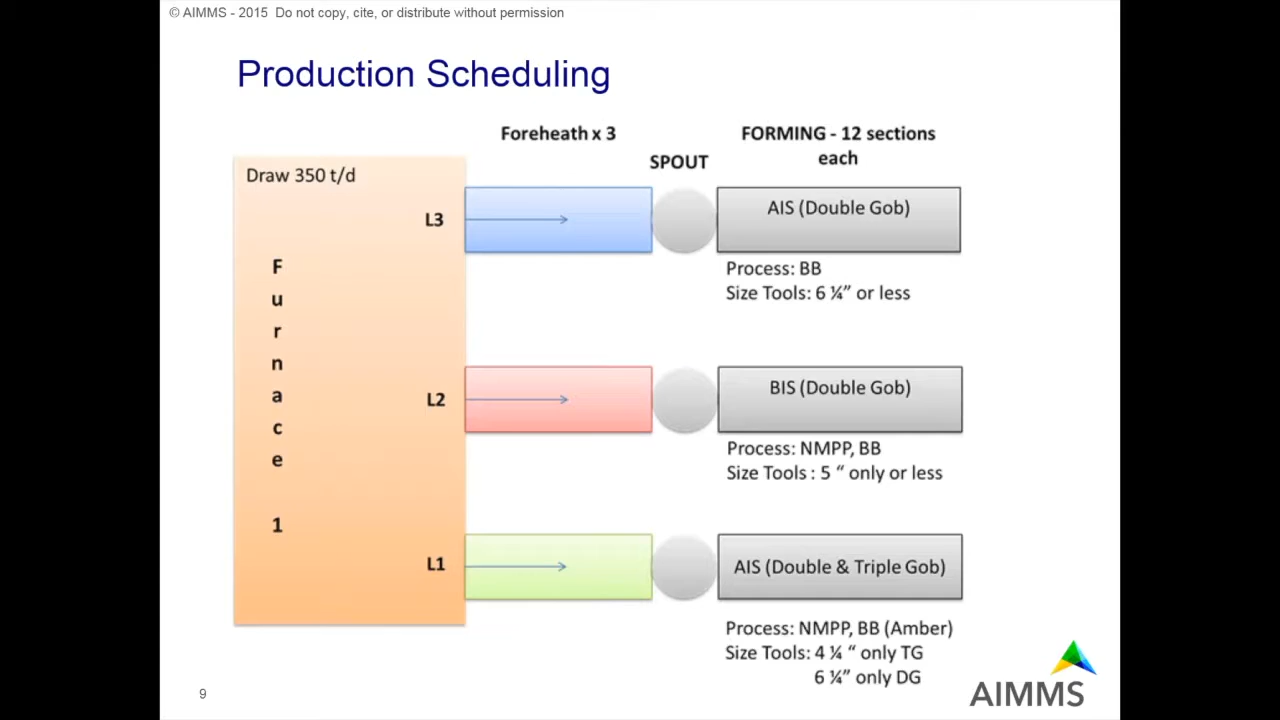 © AIMMS - 2015 Do not copy, cite, or distribute without permission
Production Scheduling
Foreheath x 3
SPOUT
FORMING - 12 sections
each
Draw 350 t/d
Furnace 1
L3
AIS (Double Gob)
Process: BB
Size Tools: 6 ¼” or less
L2
BIS (Double Gob)
Process: NMPP, BB
Size Tools : 5 “ only or less
L1
AIS (Double & Triple Gob)
Process: NMPP, BB (Amber)
Size Tools: 4 ¼ “ only TG
6 ¼” only DG
9
AIMMS